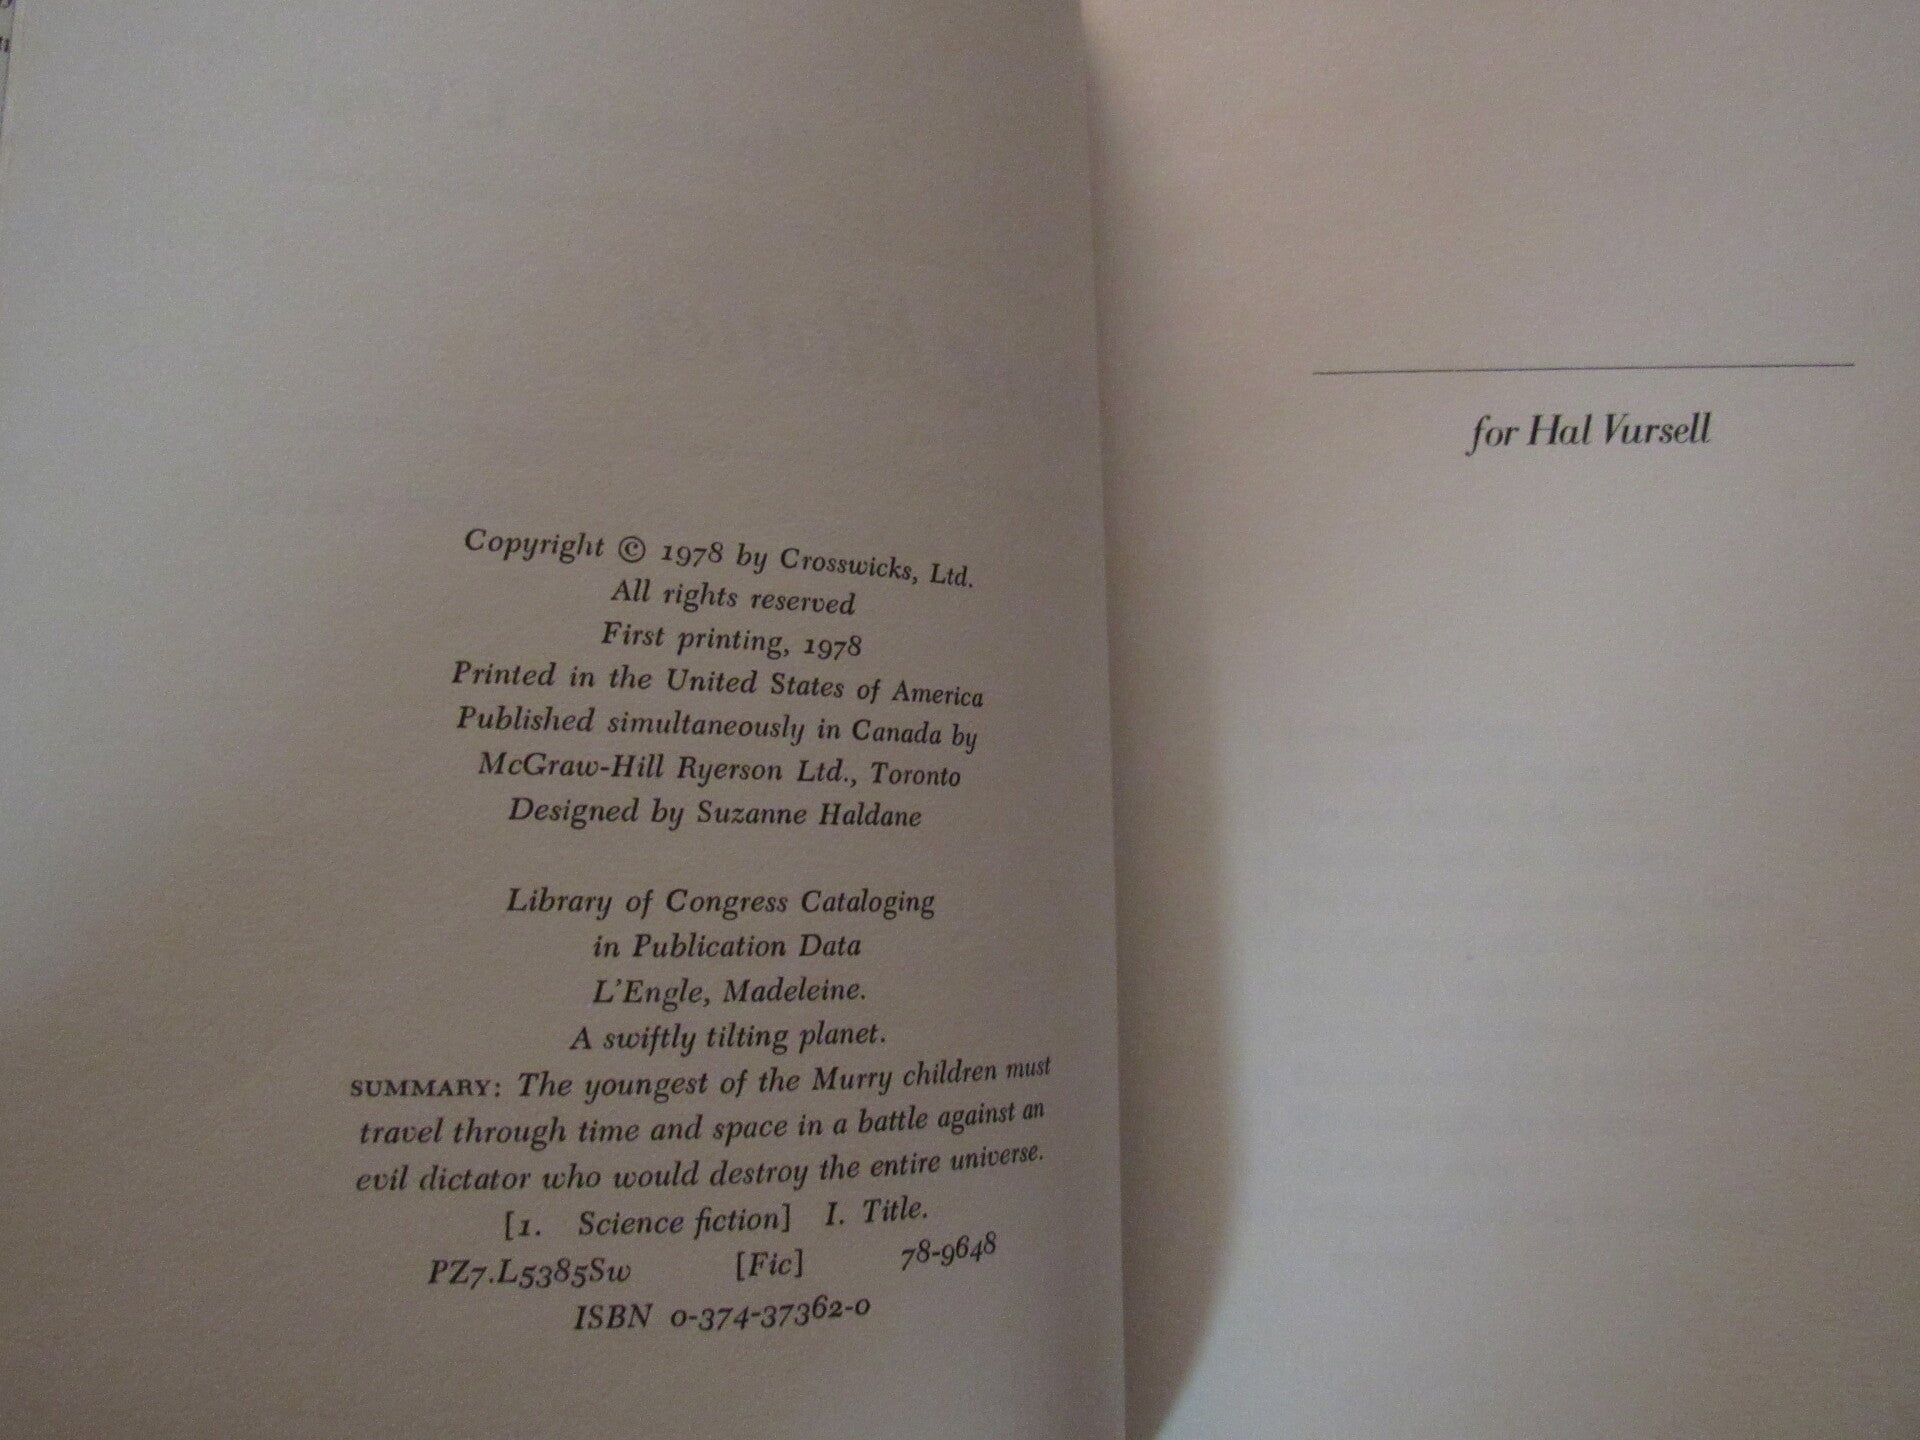 Copyright © 1978 by Crosswicks, Ltd.
All rights reserved
First printing, 1978
Printed in the United States of America
Published simultaneously in Canada by
McGraw-Hill Ryerson Ltd., Toronto
Designed by Suzanne Haldane
Library of Congress Cataloging
in Publication Data
L'Engle, Madeleine.
A swiftly tilting planet.
SUMMARY: The youngest of the Murry children must
travel through time and space in a battle against an
evil dictator who would destroy the entire universe.
[1. Science fiction] I. Title.
PZ7.L5385Sw [Fic] 78-9648
ISBN 0-374-37362-0
for Hal Vursell